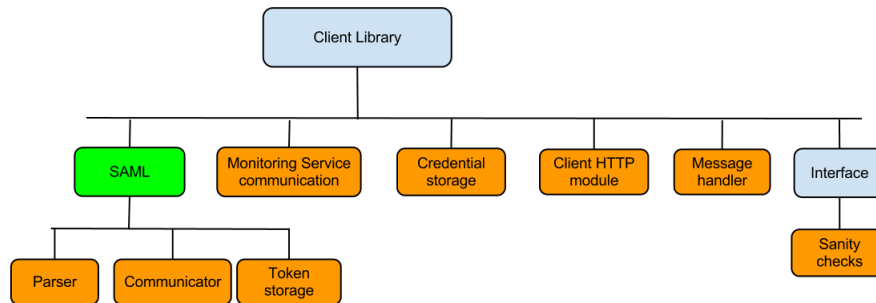 Client Library
SAML
Monitoring Service
communication
Credential
storage
Client HTTP
module
Message
handler
Interface
Parser
Communicator
Token
storage
Sanity
checks